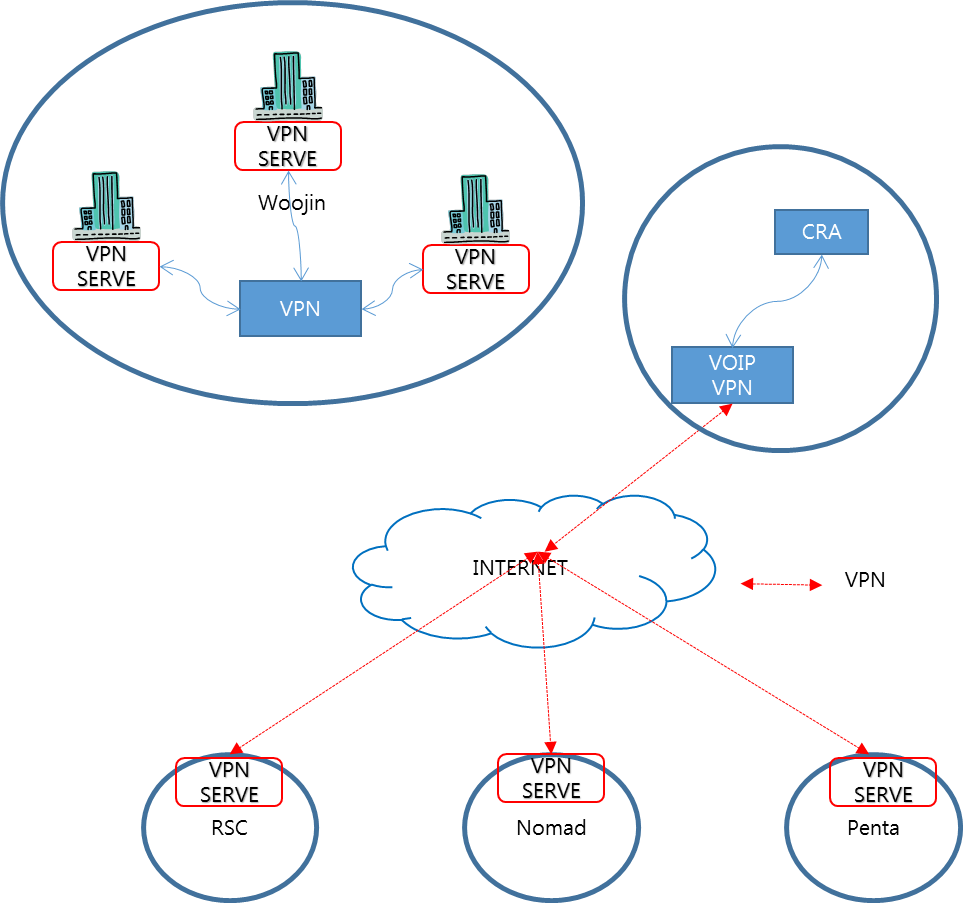 VPN
SERVE
Woojin
VPN
SERVE
VPN
SERVE
VPN
CRA
VOIP
VPN
INTERNET
VPN
VPN
SERVE
RSC
VPN
SERVE
Nomad
VPN
SERVE
Penta